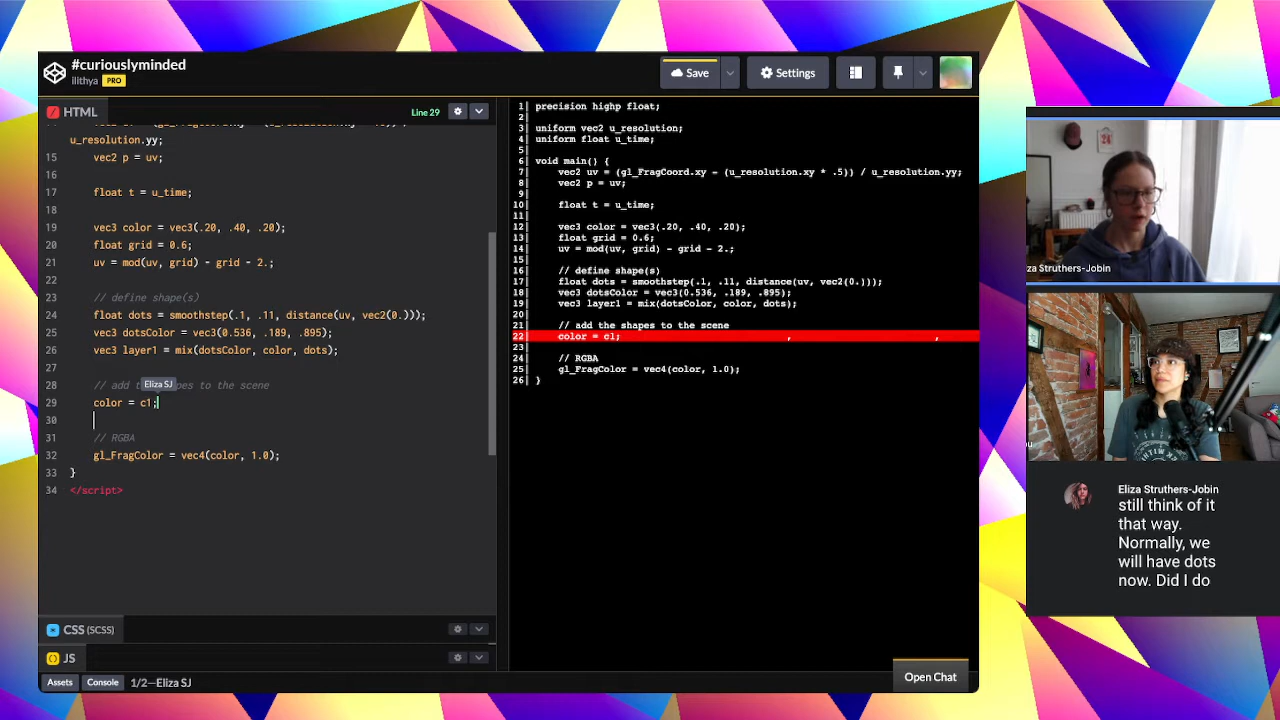 #curiouslyminded
ilithya PRO
Save
Settings
HTML
Line 29
u_resolution.yy;
15 vec2 p = uv;
16
17 float t = u_time;
18
19 vec3 color = vec3(.20, .40, .20);
20 float grid = 0.6;
21 uv = mod(uv, grid) - grid - 2.;
22
23 // define shape(s)
24 float dots = smoothstep(.1, .11, distance(uv, vec2(0.)));
25 vec3 dotsColor = vec3(0.536, .189, .895);
26 vec3 layer1 = mix(dotsColor, color, dots);
27
Eliza SJ
28 // add t pes to the scene
29 color = c1;
30
31 // RGBA
32 gl_FragColor = vec4(color, 1.0);
33 }
34 </script>
CSS (SCSS)
JS
Assets
Console
1/2—Eliza SJ
1 precision highp float;
2
3 uniform vec2 u_resolution;
4 uniform float u_time;
5
6 void main() {
7 vec2 uv = (gl_FragCoord.xy - (u_resolution.xy * .5)) / u_resolution.yy;
8 vec2 p = uv;
9
10 float t = u_time;
11
12 vec3 color = vec3(.20, .40, .20);
13 float grid = 0.6;
14 uv = mod(uv, grid) - grid - 2.;
15
16 // define shape(s)
17 float dots = smoothstep(.1, .11, distance(uv, vec2(0.)));
18 vec3 dotsColor = vec3(0.536, .189, .895);
19 vec3 layer1 = mix(dotsColor, color, dots);
20
21 // add the shapes to the scene
22 color = c1; , ,
23
24 // RGBA
25 gl_FragColor = vec4(color, 1.0);
26 }
Open Chat
24
za Struthers-Jobin
Eliza Struthers-Jobin
still think of it
that way.
Normally, we
will have dots
now. Did I do